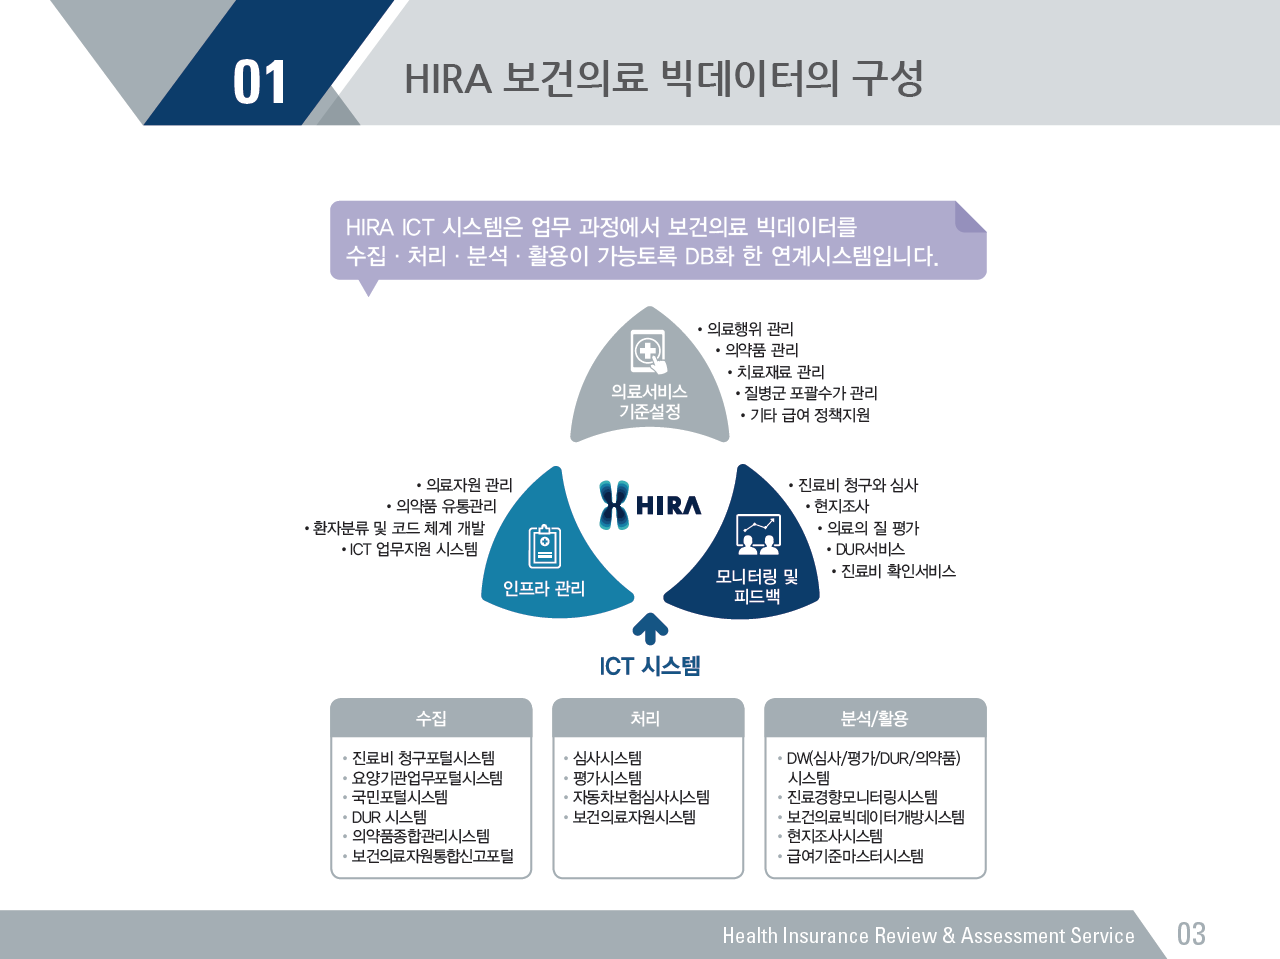 01
HIRA 보건의료 빅데이터의 구성
HIRA ICT 시스템은 업무 과정에서 보건의료 빅데이터를
수집 · 처리 · 분석 · 활용이 가능토록 DB화 한 연계시스템입니다.
의료서비스
기준설정
• 의료행위 관리
• 의약품 관리
• 치료재료 관리
• 질병군 포괄수가 관리
• 기타 급여 정책지원
• 의료자원 관리
• 의약품 유통관리
• 환자분류 및 코드 체계 개발
• ICT 업무지원 시스템
인프라 관리
HIRA
모니터링 및
피드백
• 진료비 청구와 심사
• 현지조사
• 의료의 질 평가
• DUR서비스
• 진료비 확인서비스
ICT 시스템
수집
• 진료비 청구포털시스템
• 요양기관업무포털시스템
• 국민포털시스템
• DUR 시스템
• 의약품종합관리시스템
• 보건의료자원통합신고포털
처리
• 심사시스템
• 평가시스템
• 자동차보험심사시스템
• 보건의료자원시스템
분석/활용
• DW(심사/평가/DUR/의약품)
시스템
• 진료경향모니터링시스템
• 보건의료빅데이터개방시스템
• 현지조사시스템
• 급여기준마스터시스템
Health Insurance Review & Assessment Service
03